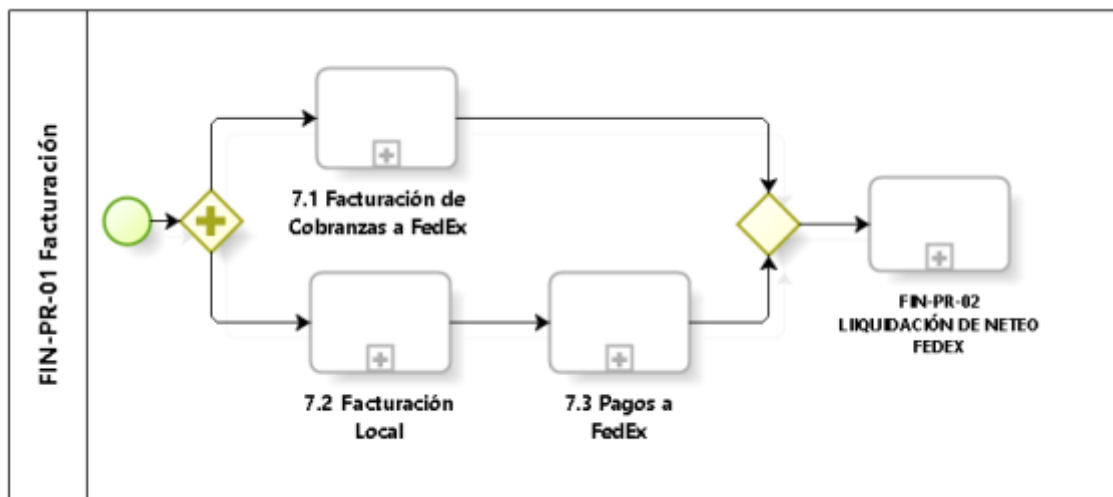 FIN-PR-01 Facturación
7.1 Facturación de
Cobranzas a FedEx
7.2 Facturación
Local
7.3 Pagos a
FedEx
FIN-PR-02
LIIQUIDACIÓN DE NETEO
FEDEX